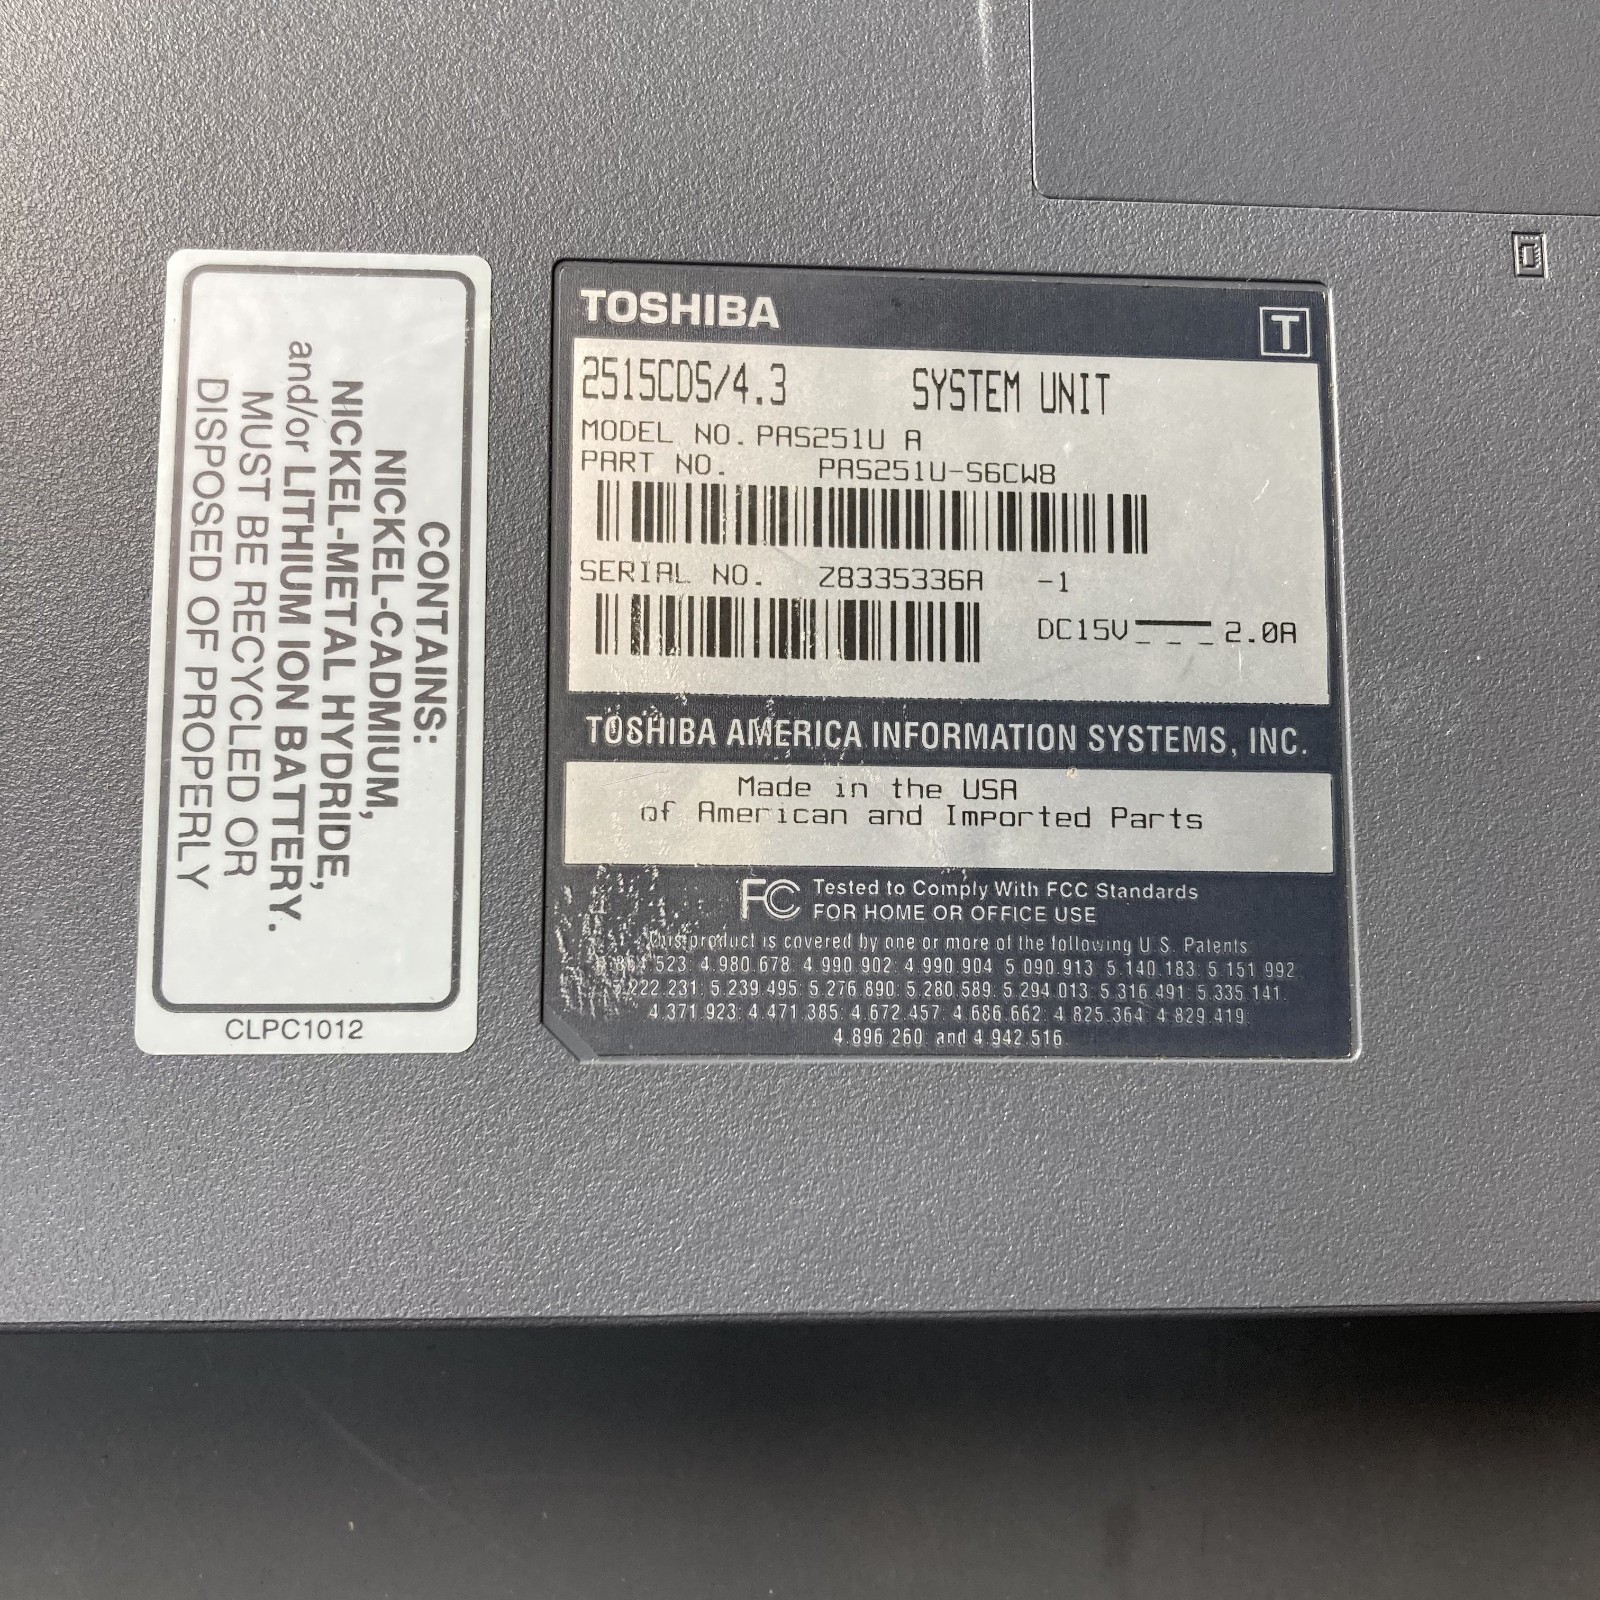 CONTAINS:
NICKEL-CADMIUM,
NICKEL-METAL HYDRIDE,
and/or LITHIUM ION BATTERY.
MUST BE RECYCLED OR
DISPOSED OF PROPERLY
CLPC1012
TOSHIBA T
2515CDS/4.3 SYSTEM UNIT
MODEL NO. PAS251U A
PART NO. PAS251U-S6CW8
SERIAL NO. Z8335336A -1
DC15V 2.0A
TOSHIBA AMERICA INFORMATION SYSTEMS, INC.
Made in the USA
of American and Imported Parts
FC Tested to Comply With FCC Standards
FOR HOME OR OFFICE USE
This product is covered by one or more of the following U.S. Patents
4.980.678: 4.990.902: 4.990.904 5.090.913: 5.140.183: 5.151.992
5.222.231: 5.239.495: 5.276.890: 5.280.589: 5.294.013: 5.316.491: 5.335.141.
4.371.923: 4.471.385: 4.672.457: 4.686.662: 4.825.364: 4.829.419:
4.896.260: and 4.942.516.